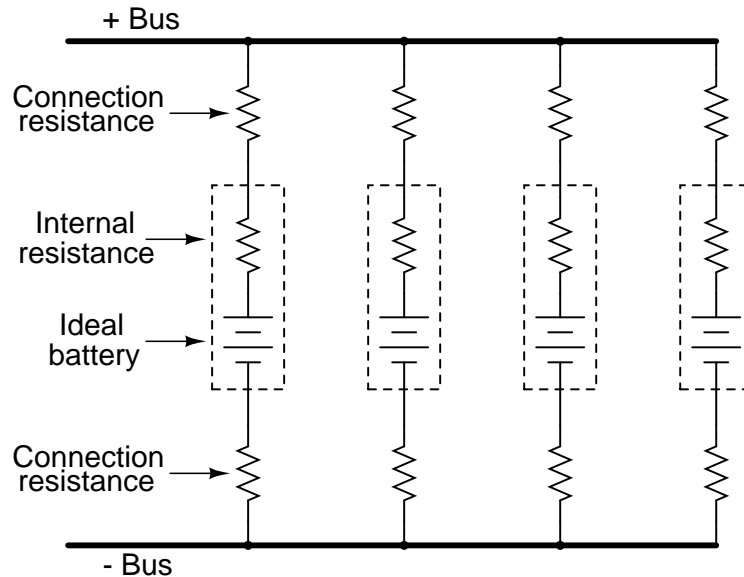 + Bus
Connection
resistance
Internal
resistance
Ideal
battery
Connection
resistance
- Bus